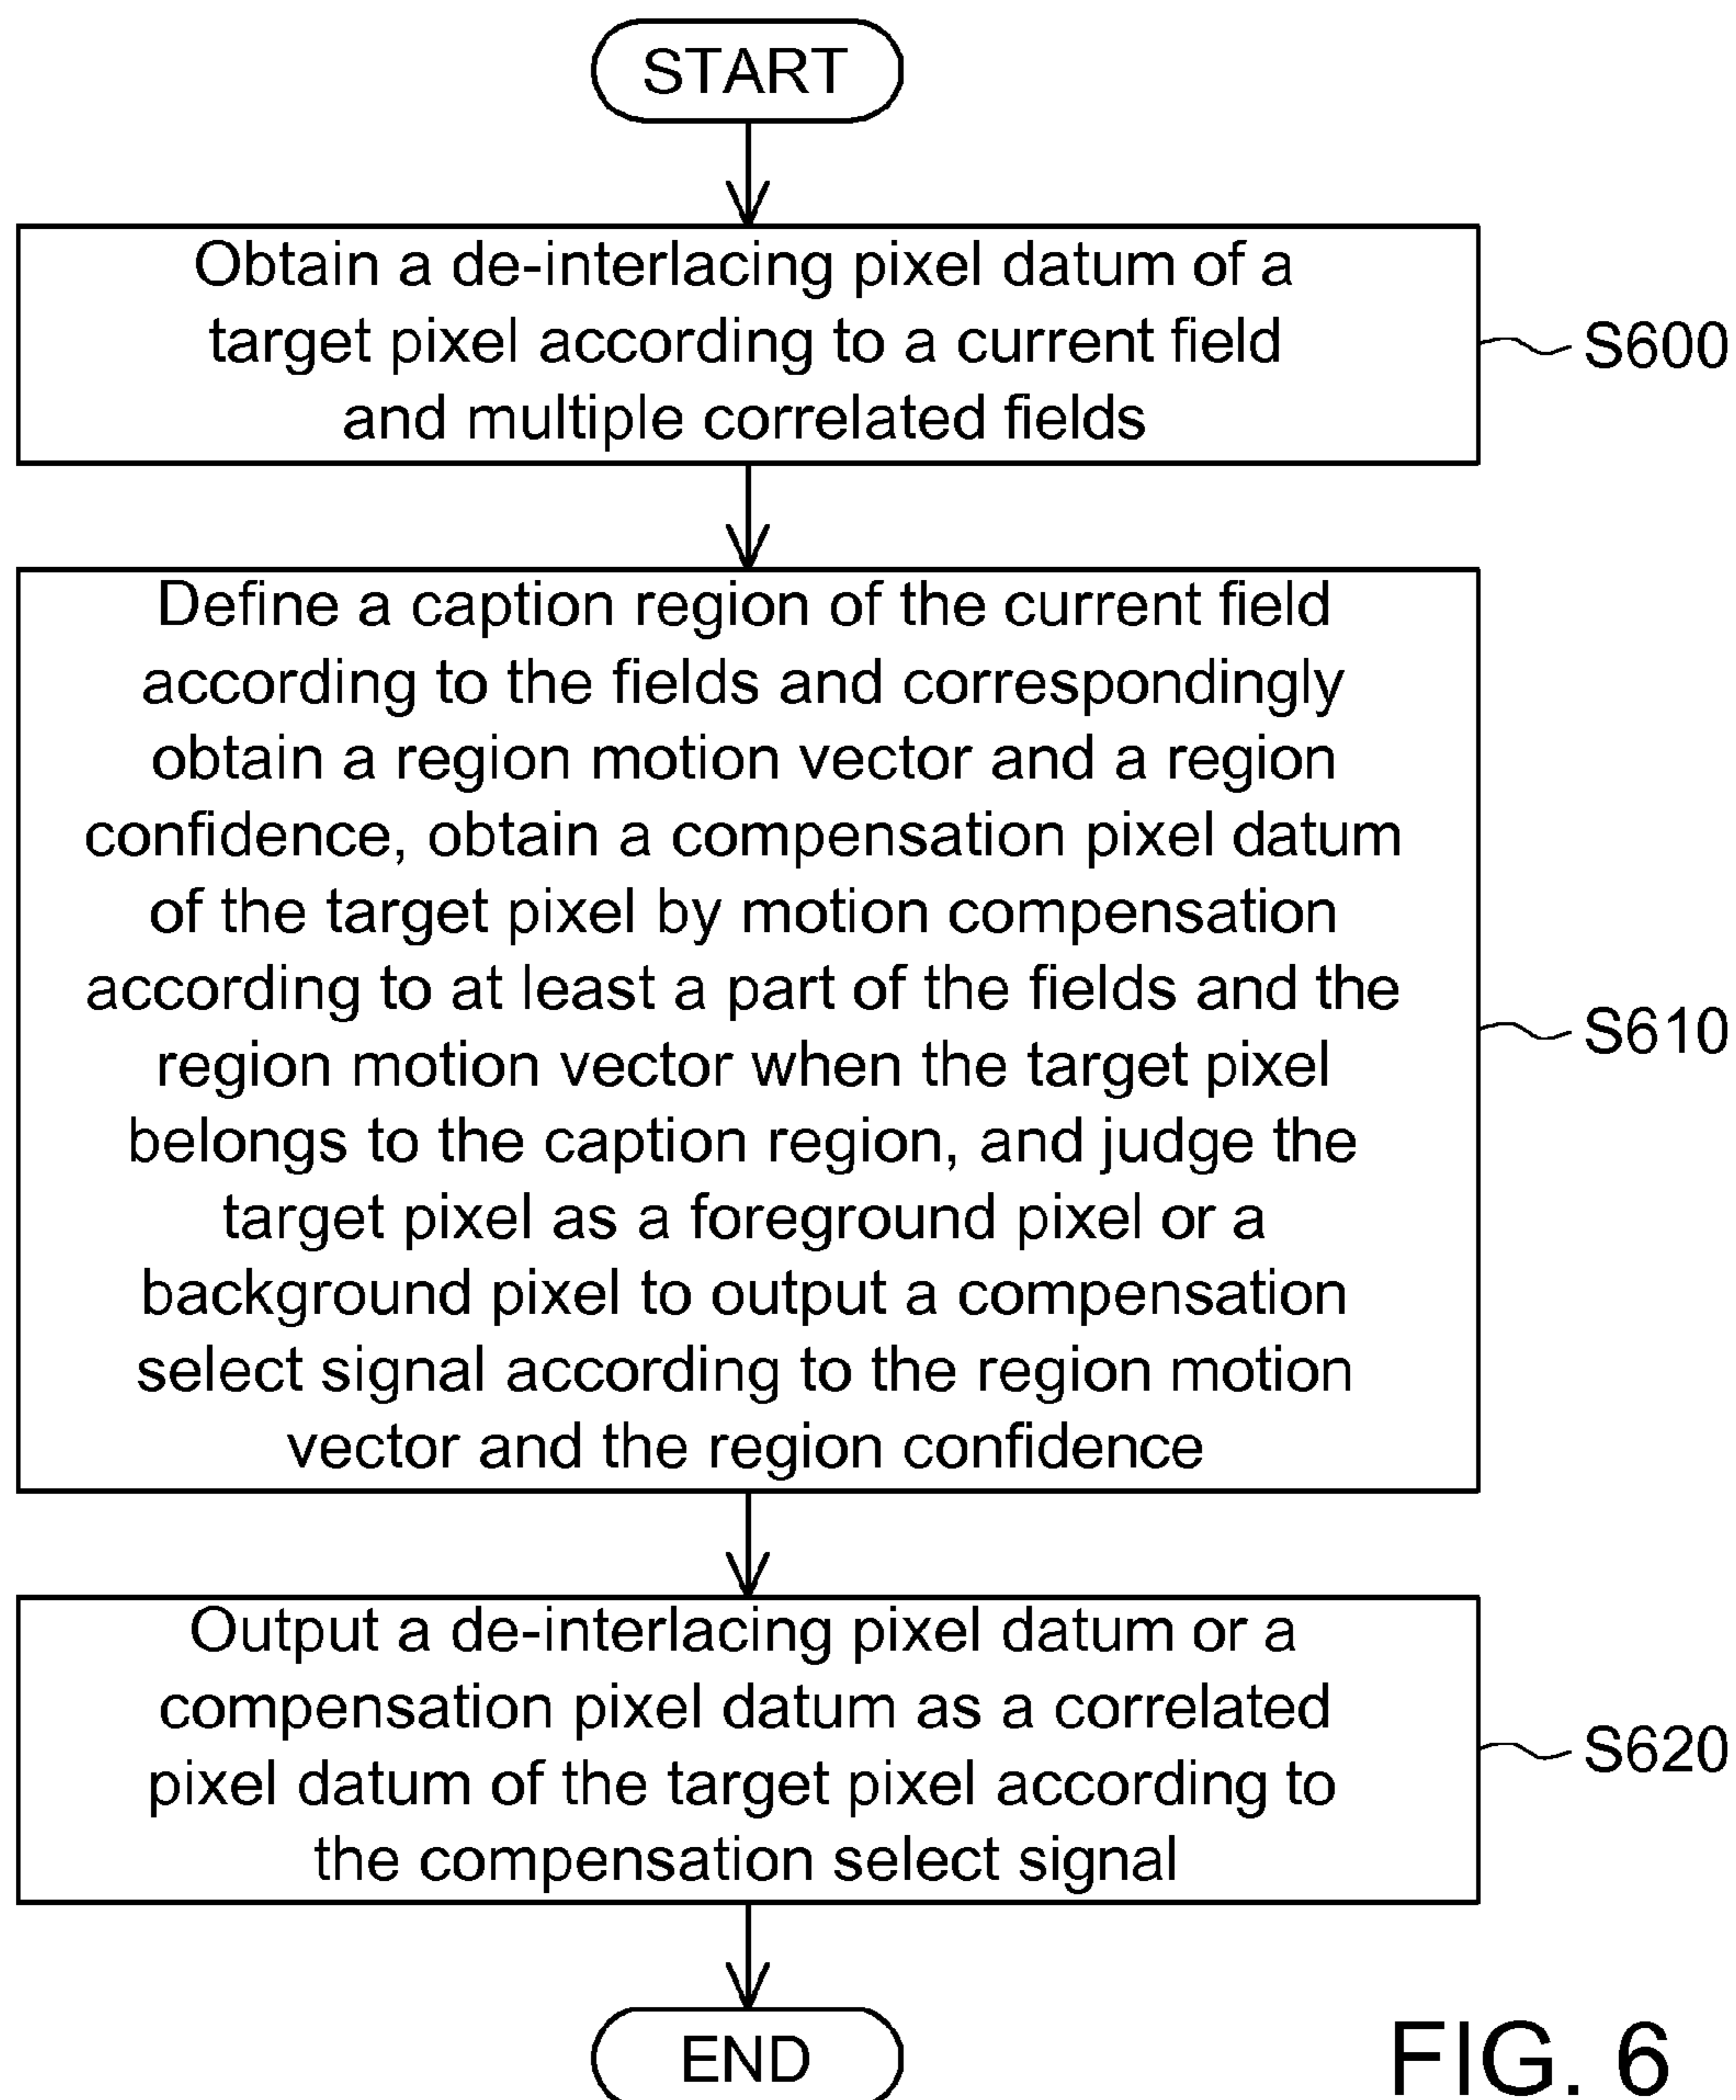 START
Obtain a de-interlacing pixel datum of a
target pixel according to a current field
and multiple correlated fields
S600
Define a caption region of the current field
according to the fields and correspondingly
obtain a region motion vector and a region
confidence, obtain a compensation pixel datum
of the target pixel by motion compensation
according to at least a part of the fields and the
region motion vector when the target pixel
belongs to the caption region, and judge the
target pixel as a foreground pixel or a
background pixel to output a compensation
select signal according to the region motion
vector and the region confidence
S610
Output a de-interlacing pixel datum or a
compensation pixel datum as a correlated
pixel datum of the target pixel according to
the compensation select signal
S620
END
FIG. 6